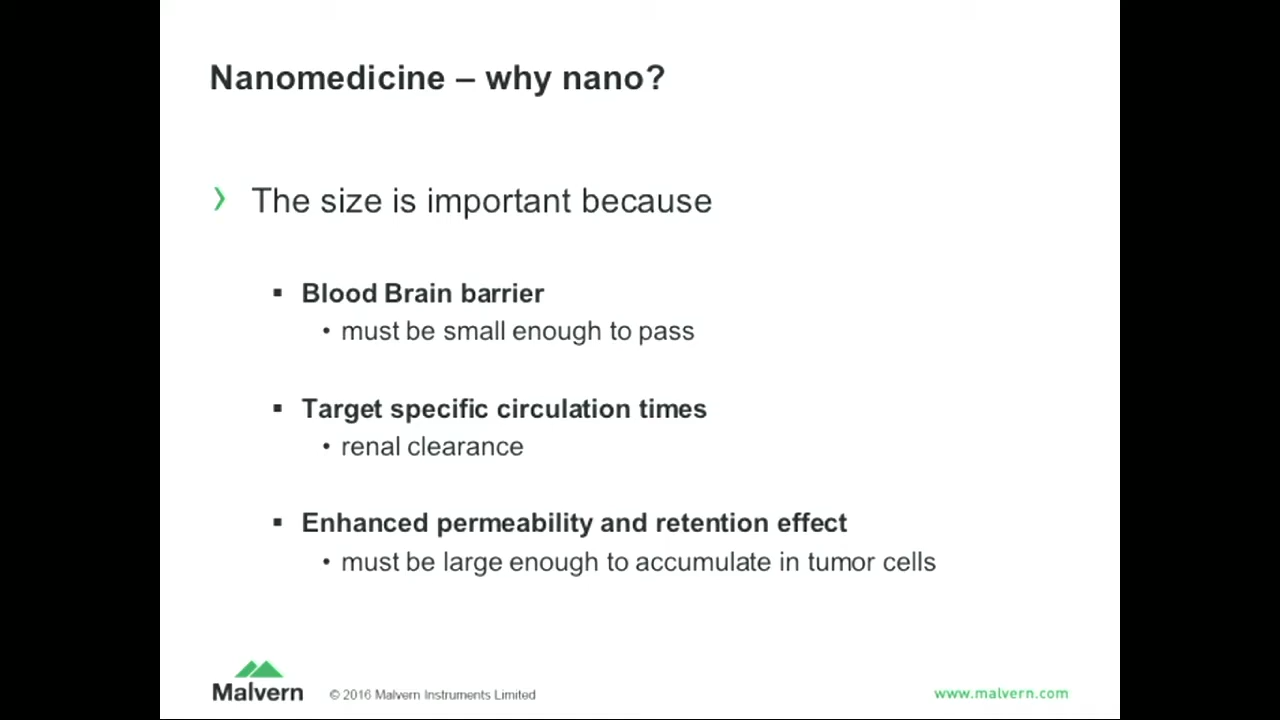 Nanomedicine – why nano?
› The size is important because
▪ Blood Brain barrier
• must be small enough to pass
▪ Target specific circulation times
• renal clearance
▪ Enhanced permeability and retention effect
• must be large enough to accumulate in tumor cells
Malvern
© 2016 Malvern Instruments Limited
www.malvern.com